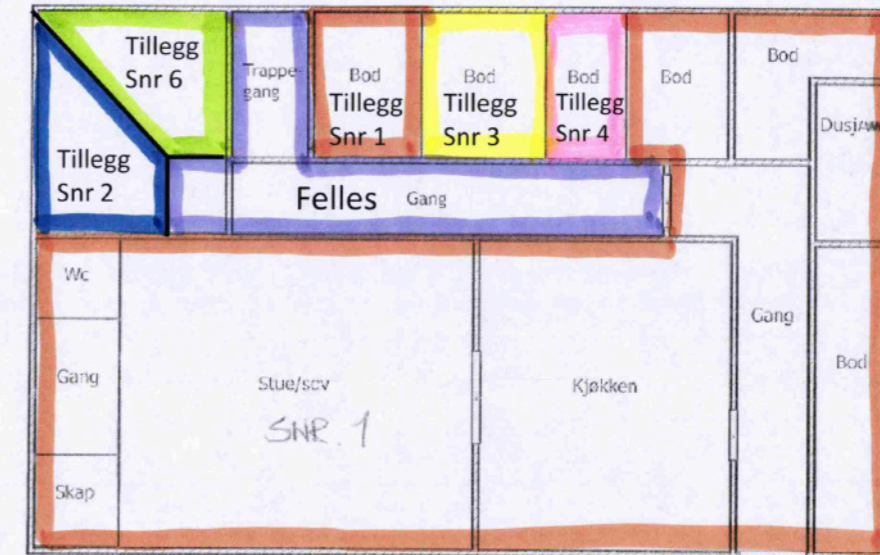 Tillegg
Snr 6
Trappe-
gang
Bod
Tillegg
Snr 1
Bod
Tillegg
Snr 3
Bod
Tillegg
Snr 4
Bod
Bod
Tillegg
Snr 2
Felles
Gang
Wc
Gang
Skap
Stue/sov
SNR. 1
Kjøkken
Gang
Bod